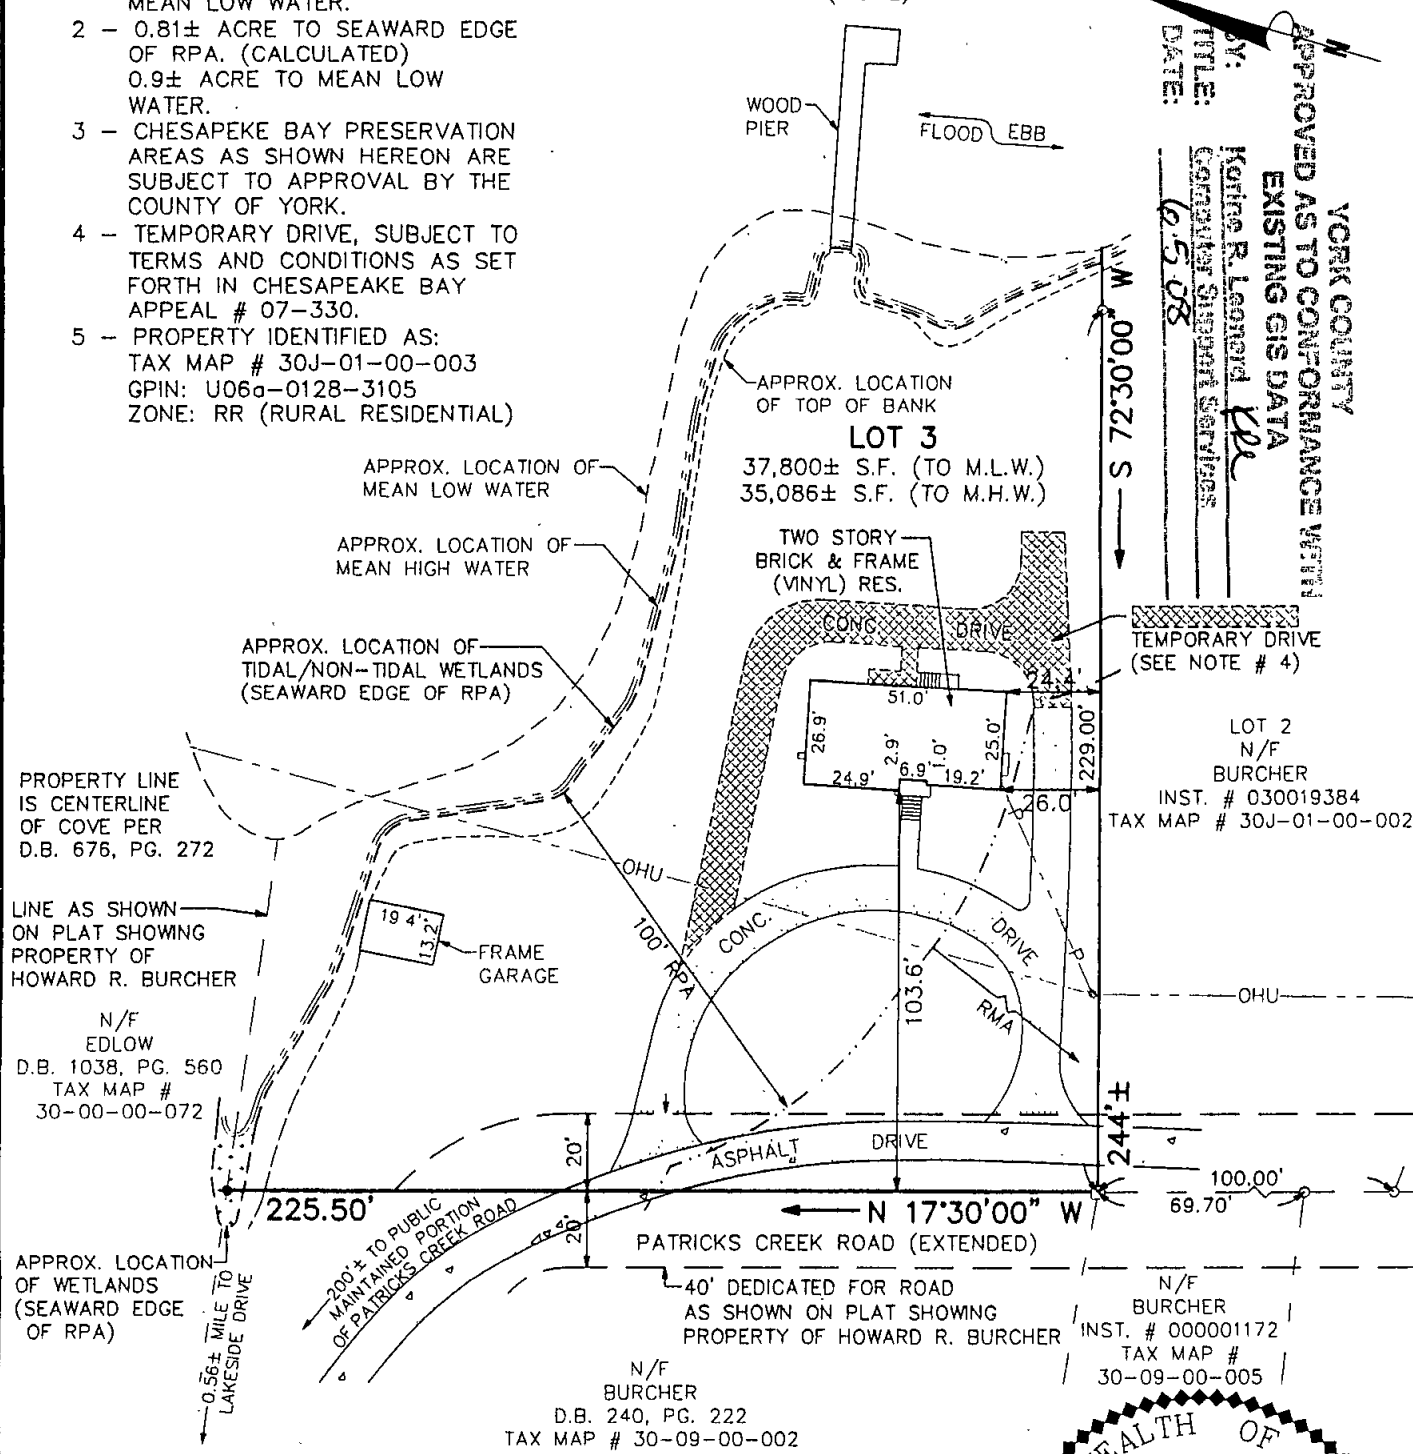 MEAN LOW WATER.
2 – 0.81± ACRE TO SEAWARD EDGE
OF RPA. (CALCULATED)
0.9± ACRE TO MEAN LOW
WATER.
3 – CHESAPEKE BAY PRESERVATION
AREAS AS SHOWN HEREON ARE
SUBJECT TO APPROVAL BY THE
COUNTY OF YORK.
4 – TEMPORARY DRIVE, SUBJECT TO
TERMS AND CONDITIONS AS SET
FORTH IN CHESAPEAKE BAY
APPEAL # 07-330.
5 – PROPERTY IDENTIFIED AS:
TAX MAP # 30J-01-00-003
GPIN: U06a-0128-3105
ZONE: RR (RURAL RESIDENTIAL)
WOOD
PIER
FLOOD EBB
N
YORK COUNTY
APPROVED AS TO CONFORMANCE WITH
EXISTING GIS DATA
BY: Korine R. Leonard KRL
TITLE: Computer Support Services
DATE: 6.5.08
APPROX. LOCATION
OF TOP OF BANK
LOT 3
37,800± S.F. (TO M.L.W.)
35,086± S.F. (TO M.H.W.)
S 72°30'00 W
APPROX. LOCATION OF
MEAN LOW WATER
APPROX. LOCATION OF
MEAN HIGH WATER
TWO STORY
BRICK & FRAME
(VINYL) RES.
CONC DRIVE
TEMPORARY DRIVE
(SEE NOTE # 4)
APPROX. LOCATION OF
TIDAL/NON-TIDAL WETLANDS
(SEAWARD EDGE OF RPA)
24.4'
51.0'
26.9'
2.9'
1.0'
25.0'
24.9'
6.9'
19.2'
26.0'
229.00'
LOT 2
N/F
BURCHER
INST. # 030019384
TAX MAP # 30J-01-00-002
PROPERTY LINE
IS CENTERLINE
OF COVE PER
D.B. 676, PG. 272
OHU
LINE AS SHOWN
ON PLAT SHOWING
PROPERTY OF
HOWARD R. BURCHER
19 4'
13.2'
FRAME
GARAGE
100' RPA
CONC. DRIVE
P
103.6'
RMA
OHU
N/F
EDLOW
D.B. 1038, PG. 560
TAX MAP #
30-00-00-072
244'±
20'
20'
ASPHALT DRIVE
225.50'
N 17°30'00" W
100.00'
69.70'
PATRICKS CREEK ROAD (EXTENDED)
200'± TO PUBLIC
MAINTAINED PORTION
OF PATRICKS CREEK ROAD
APPROX. LOCATION
OF WETLANDS
(SEAWARD EDGE
OF RPA)
0.56± MILE TO
LAKESIDE DRIVE
40' DEDICATED FOR ROAD
AS SHOWN ON PLAT SHOWING
PROPERTY OF HOWARD R. BURCHER
N/F
BURCHER
INST. # 000001172
TAX MAP #
30-09-00-005
N/F
BURCHER
D.B. 240, PG. 222
TAX MAP # 30-09-00-002
EALTH OF